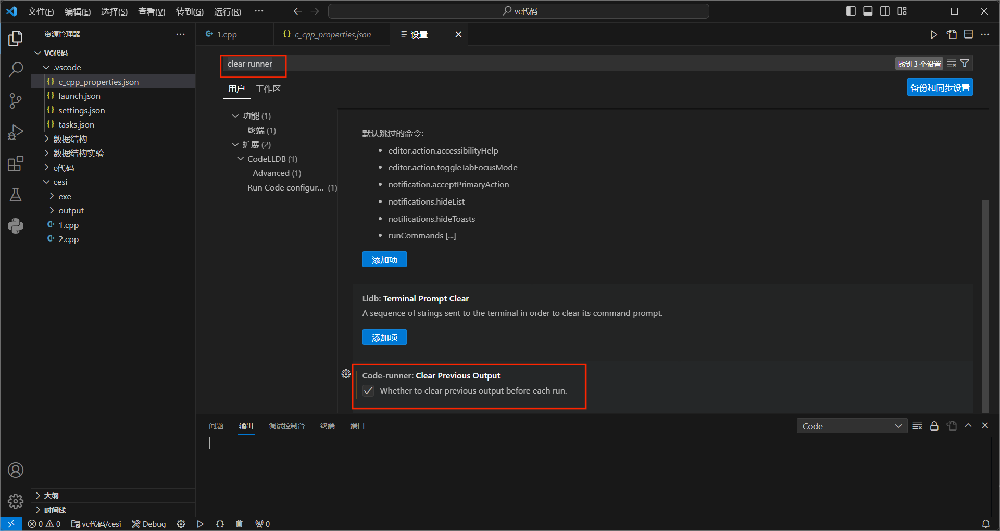 文件(F) 编辑(E) 选择(S) 查看(V) 转到(G) 运行(R) ··· vc代码
资源管理器 ···
1.cpp c_cpp_properties.json 设置
VC代码
.vscode
c_cpp_properties.json
launch.json
settings.json
tasks.json
数据结构
数据结构实验
c代码
cesi
exe
output
1.cpp
2.cpp
大纲
时间线
clear runner 找到 3 个设置
用户 工作区 备份和同步设置
功能 (1)
终端 (1)
扩展 (2)
CodeLLDB (1)
Advanced (1)
Run Code configur... (1)
默认跳过的命令:
• editor.action.accessibilityHelp
• editor.action.toggleTabFocusMode
• notification.acceptPrimaryAction
• notifications.hideList
• notifications.hideToasts
• runCommands [...]
添加项
Lldb: Terminal Prompt Clear
A sequence of strings sent to the terminal in order to clear its command prompt.
添加项
Code-runner: Clear Previous Output
Whether to clear previous output before each run.
问题 输出 调试控制台 终端 端口 Code
0 0 vc代码/cesi Debug 0